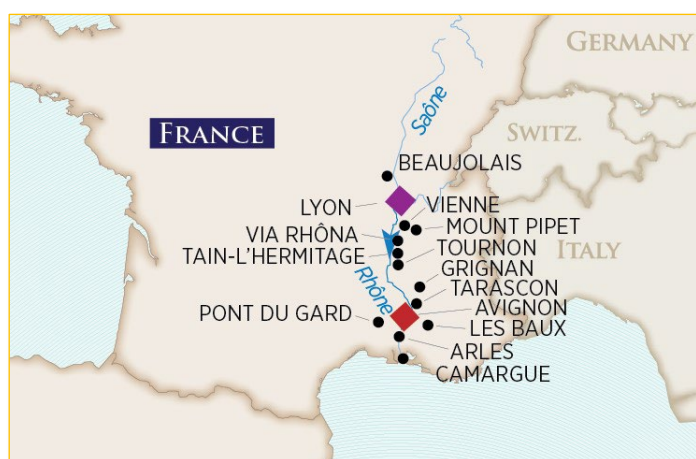 GERMANY
Saône
FRANCE
SWITZ.
BEAUJOLAIS
LYON
VIENNE
MOUNT PIPET
VIA RHÔNA
TOURNON
ITALY
TAIN-L'HERMITAGE
GRIGNAN
Rhône
TARASCON
AVIGNON
PONT DU GARD
LES BAUX
ARLES
CAMARGUE